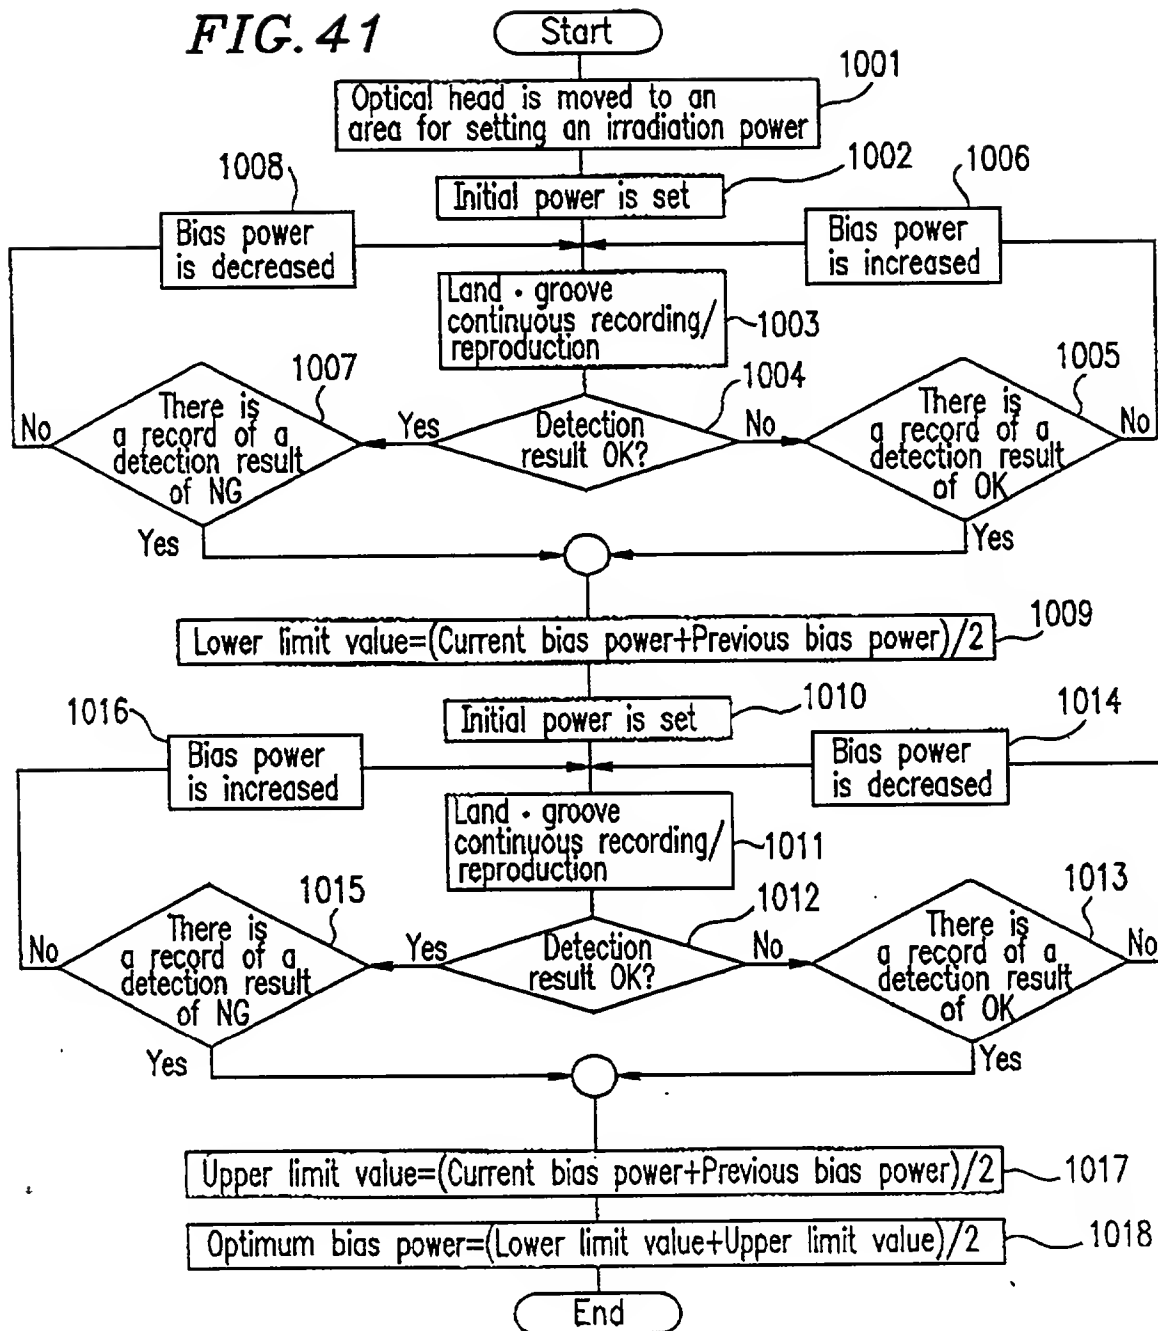 FIG. 41
Start
1001
Optical head is moved to an
area for setting an irradiation power
1002
Initial power is set
1008
1006
Bias power
is decreased
Bias power
is increased
Land · groove
continuous recording/
reproduction
1003
1007
1004
1005
There is
a record of a
detection result
of NG
No
Yes
Yes
Detection
result OK?
No
There is
a record of a
detection result
of OK
No
Yes
Lower limit value=(Current bias power+Previous bias power)/2
1009
1010
Initial power is set
1016
1014
Bias power
is increased
Bias power
is decreased
Land · groove
continuous recording/
reproduction
1011
1015
1012
1013
There is
a record of a
detection result
of NG
No
Yes
Yes
Detection
result OK?
No
There is
a record of a
detection result
of OK
No
Yes
Upper limit value=(Current bias power+Previous bias power)/2
1017
Optimum bias power=(Lower limit value+Upper limit value)/2
1018
End